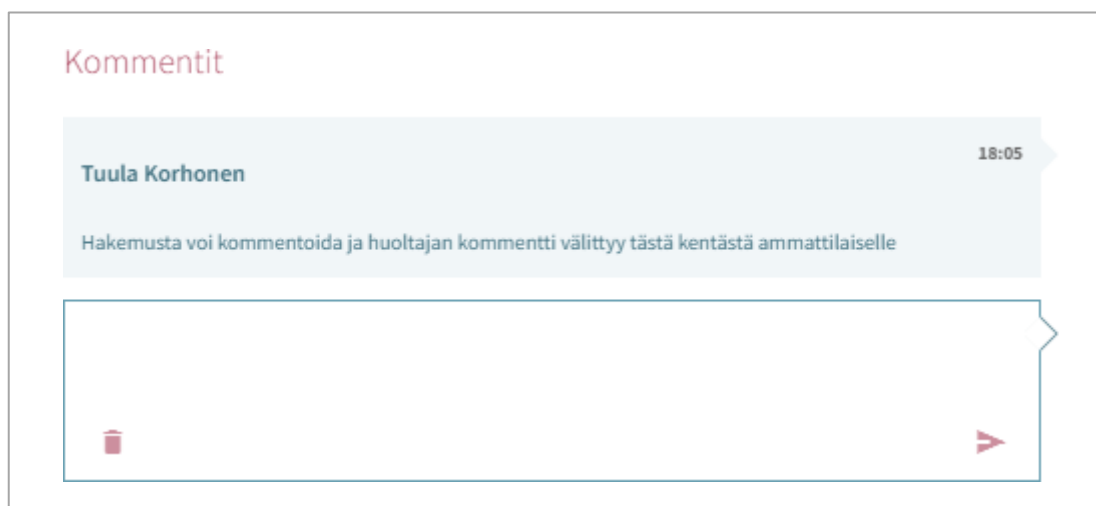 Kommentit
18:05
Tuula Korhonen
Hakemusta voi kommentoida ja huoltajan kommentti välittyy tästä kentästä ammattilaiselle